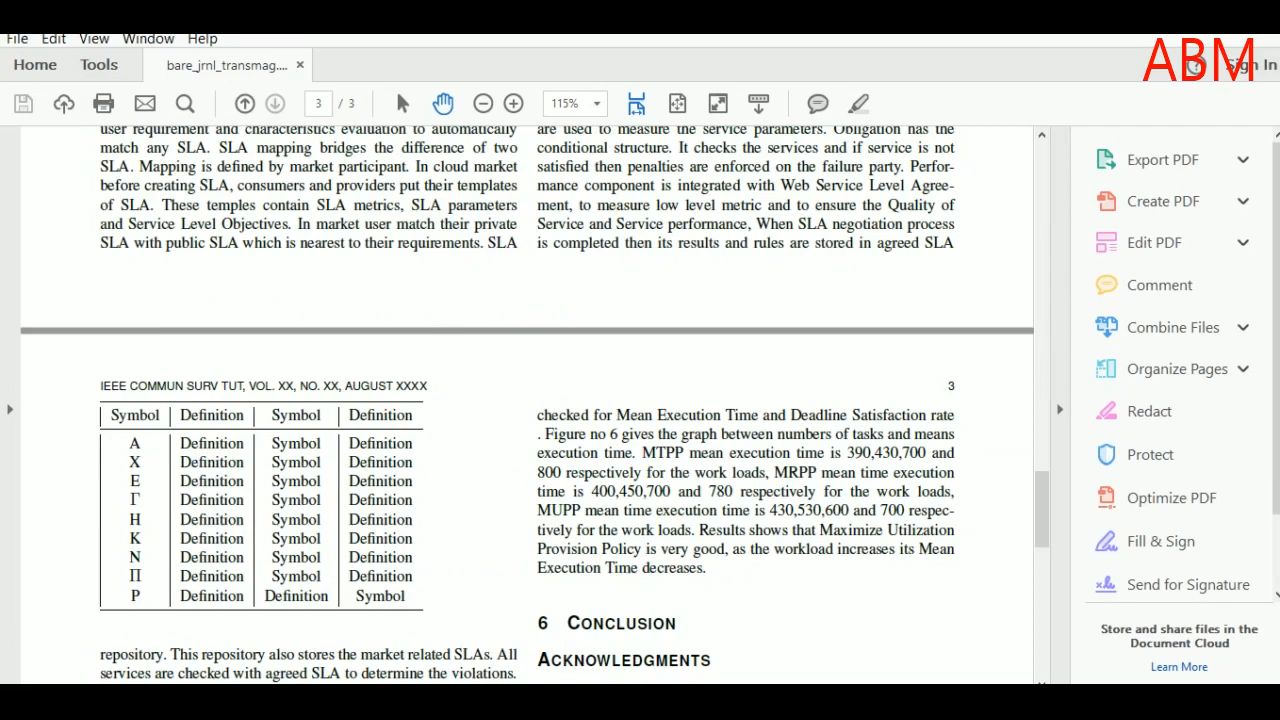 File Edit View Window Help
ABM
Home Tools bare_jrnl_transmag.... × Sign In
3 / 3 115%
user requirement and characteristics evaluation to automatically
match any SLA. SLA mapping bridges the difference of two
SLA. Mapping is defined by market participant. In cloud market
before creating SLA, consumers and providers put their templates
of SLA. These temples contain SLA metrics, SLA parameters
and Service Level Objectives. In market user match their private
SLA with public SLA which is nearest to their requirements. SLA
are used to measure the service parameters. Obligation has the
conditional structure. It checks the services and if service is not
satisfied then penalties are enforced on the failure party. Perfor-
mance component is integrated with Web Service Level Agree-
ment, to measure low level metric and to ensure the Quality of
Service and Service performance, When SLA negotiation process
is completed then its results and rules are stored in agreed SLA
IEEE COMMUN SURV TUT, VOL. XX, NO. XX, AUGUST XXXX 3
Symbol Definition Symbol Definition
A Definition Symbol Definition
X Definition Symbol Definition
E Definition Symbol Definition
Γ Definition Symbol Definition
H Definition Symbol Definition
K Definition Symbol Definition
N Definition Symbol Definition
Π Definition Symbol Definition
P Definition Definition Symbol
repository. This repository also stores the market related SLAs. All
services are checked with agreed SLA to determine the violations.
checked for Mean Execution Time and Deadline Satisfaction rate
. Figure no 6 gives the graph between numbers of tasks and means
execution time. MTPP mean execution time is 390,430,700 and
800 respectively for the work loads, MRPP mean time execution
time is 400,450,700 and 780 respectively for the work loads,
MUPP mean time execution time is 430,530,600 and 700 respec-
tively for the work loads. Results shows that Maximize Utilization
Provision Policy is very good, as the workload increases its Mean
Execution Time decreases.
6 CONCLUSION
ACKNOWLEDGMENTS
Export PDF
Create PDF
Edit PDF
Comment
Combine Files
Organize Pages
Redact
Protect
Optimize PDF
Fill & Sign
Send for Signature
Store and share files in the
Document Cloud
Learn More